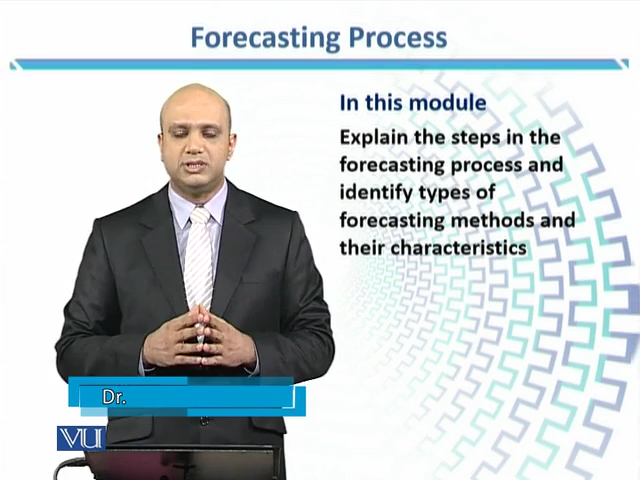 Forecasting Process
In this module
Explain the steps in the
forecasting process and
identify types of
forecasting methods and
their characteristics
Dr.
VU